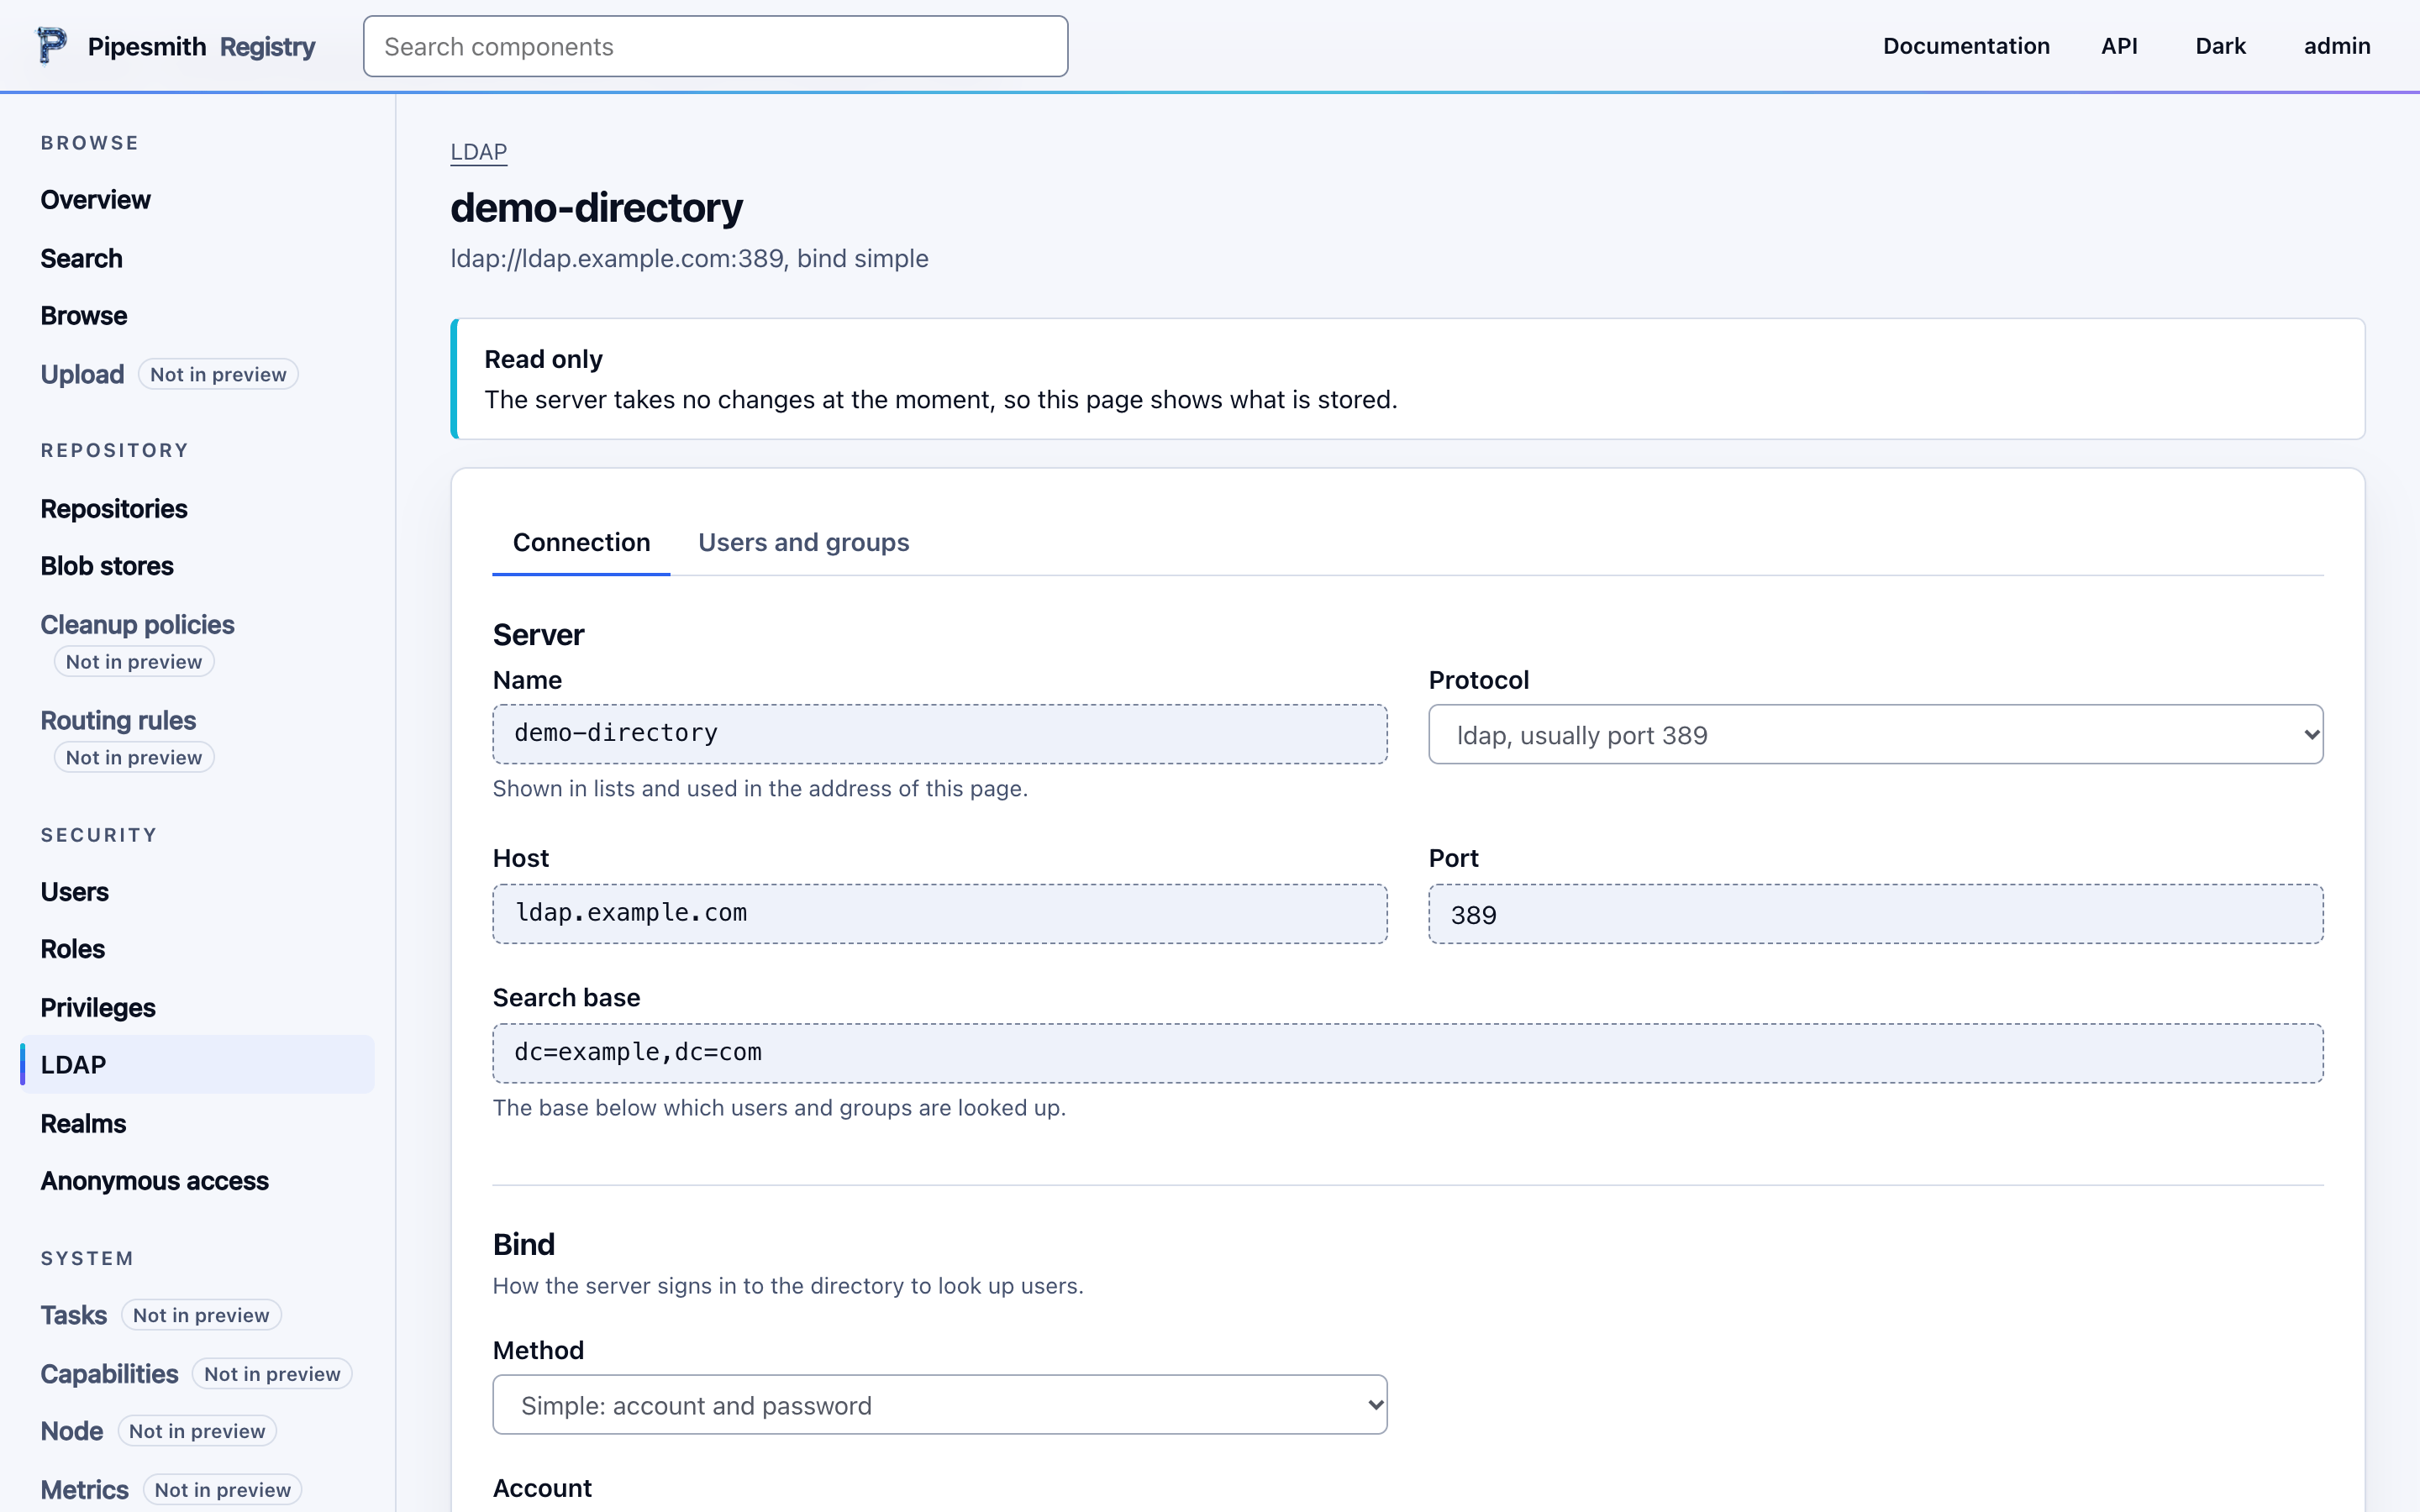 Pipesmith Registry
Search components
Documentation
API
Dark
admin
BROWSE
Overview
Search
Browse
Upload Not in preview
REPOSITORY
Repositories
Blob stores
Cleanup policies
Not in preview
Routing rules
Not in preview
SECURITY
Users
Roles
Privileges
LDAP
Realms
Anonymous access
SYSTEM
Tasks Not in preview
Capabilities Not in preview
Node Not in preview
Metrics Not in preview
LDAP
demo-directory
ldap://ldap.example.com:389, bind simple
Read only
The server takes no changes at the moment, so this page shows what is stored.
Connection Users and groups
Server
Name
demo-directory
Shown in lists and used in the address of this page.
Protocol
ldap, usually port 389
Host
ldap.example.com
Port
389
Search base
dc=example,dc=com
The base below which users and groups are looked up.
Bind
How the server signs in to the directory to look up users.
Method
Simple: account and password
Account